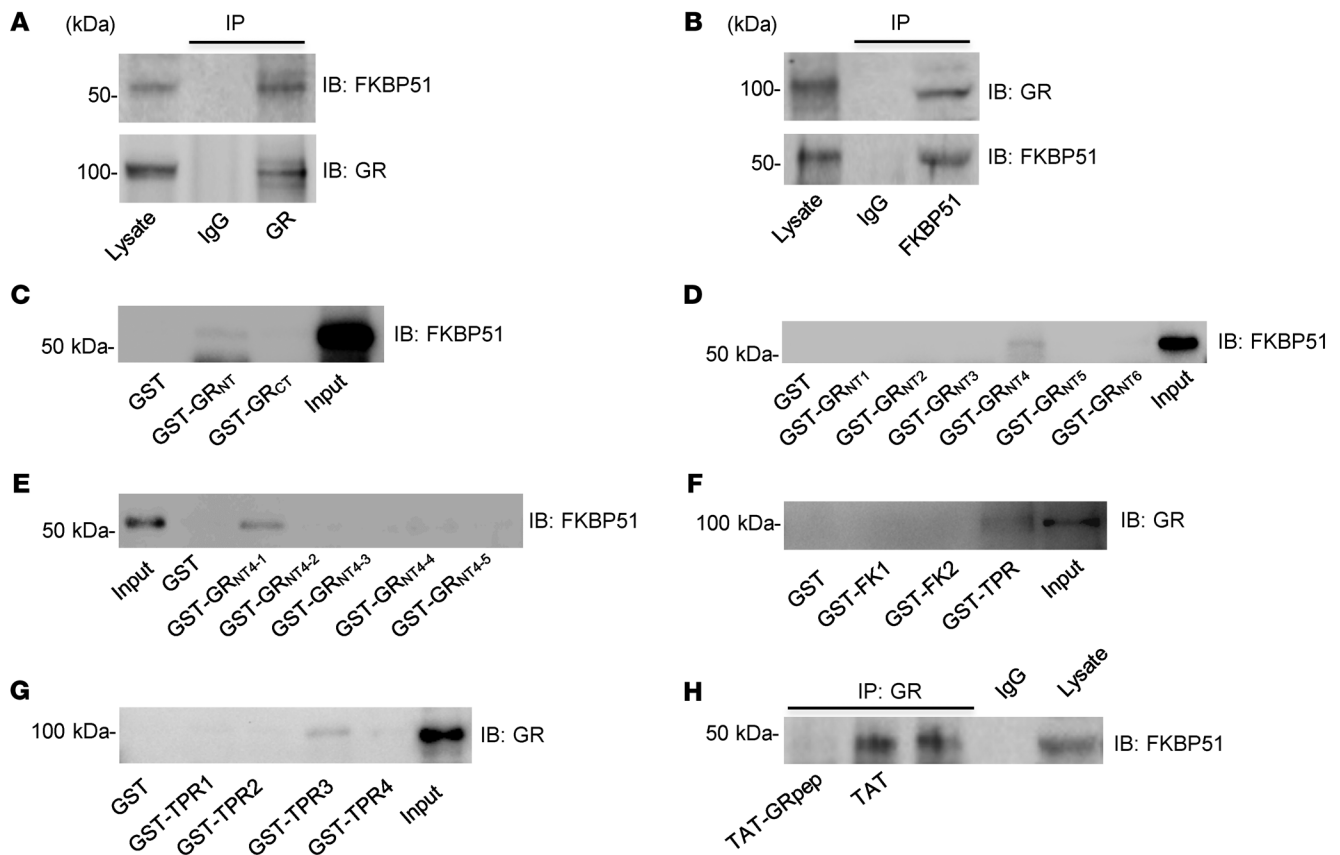 A (kDa) IP
50- IB: FKBP51
100- IB: GR
Lysate IgG GR
B (kDa) IP
100- IB: GR
50- IB: FKBP51
Lysate IgG FKBP51
C
50 kDa- IB: FKBP51
GST GST-GRNT GST-GRCT Input
D
50 kDa- IB: FKBP51
GST GST-GRNT1 GST-GRNT2 GST-GRNT3 GST-GRNT4 GST-GRNT5 GST-GRNT6 Input
E
50 kDa- IB: FKBP51
Input GST GST-GRNT4-1 GST-GRNT4-2 GST-GRNT4-3 GST-GRNT4-4 GST-GRNT4-5
F
100 kDa- IB: GR
GST GST-FK1 GST-FK2 GST-TPR Input
G
100 kDa- IB: GR
GST GST-TPR1 GST-TPR2 GST-TPR3 GST-TPR4 Input
H IP: GR IgG Lysate
50 kDa- IB: FKBP51
TAT-GRpep TAT